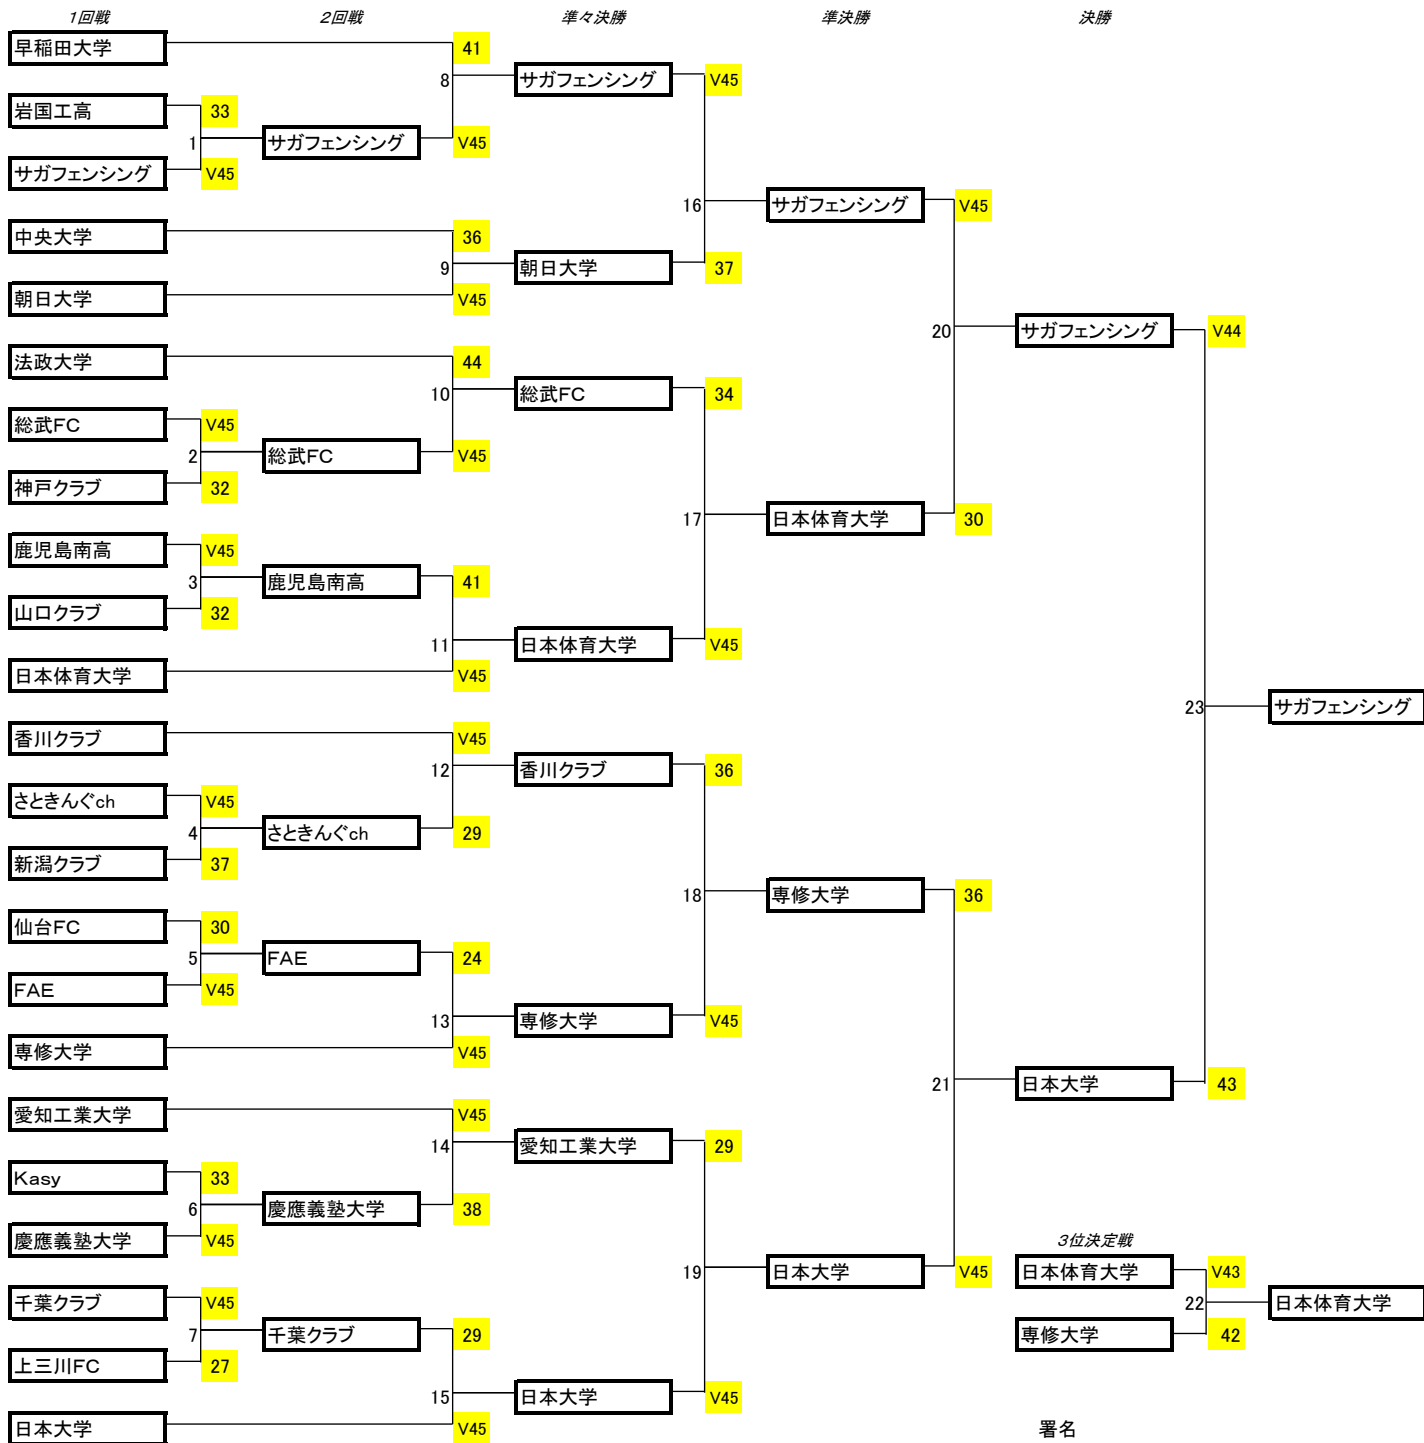 1回戦 2回戦 準々決勝 準決勝 決勝
早稲田大学 41
8 サガフェンシング V45
岩国工高 33
1 サガフェンシング V45
サガフェンシング V45
16 サガフェンシング V45
中央大学 36
9 朝日大学 37
朝日大学 V45
20 サガフェンシング V44
法政大学 44
10 総武FC 34
総武FC V45
2 総武FC V45
神戸クラブ 32
17 日本体育大学 30
鹿児島南高 V45
3 鹿児島南高 41
山口クラブ 32
11 日本体育大学 V45
日本体育大学 V45
23 サガフェンシング
香川クラブ V45
12 香川クラブ 36
さときんぐch V45
4 さときんぐch 29
新潟クラブ 37
18 専修大学 36
仙台FC 30
5 FAE 24
FAE V45
13 専修大学 V45
専修大学 V45
21 日本大学 43
愛知工業大学 V45
14 愛知工業大学 29
Kasy 33
6 慶應義塾大学 38
慶應義塾大学 V45
3位決定戦
19 日本大学 V45
日本体育大学 V43
千葉クラブ V45
22 日本体育大学
7 千葉クラブ 29
専修大学 42
上三川FC 27
15 日本大学 V45
日本大学 V45
署名